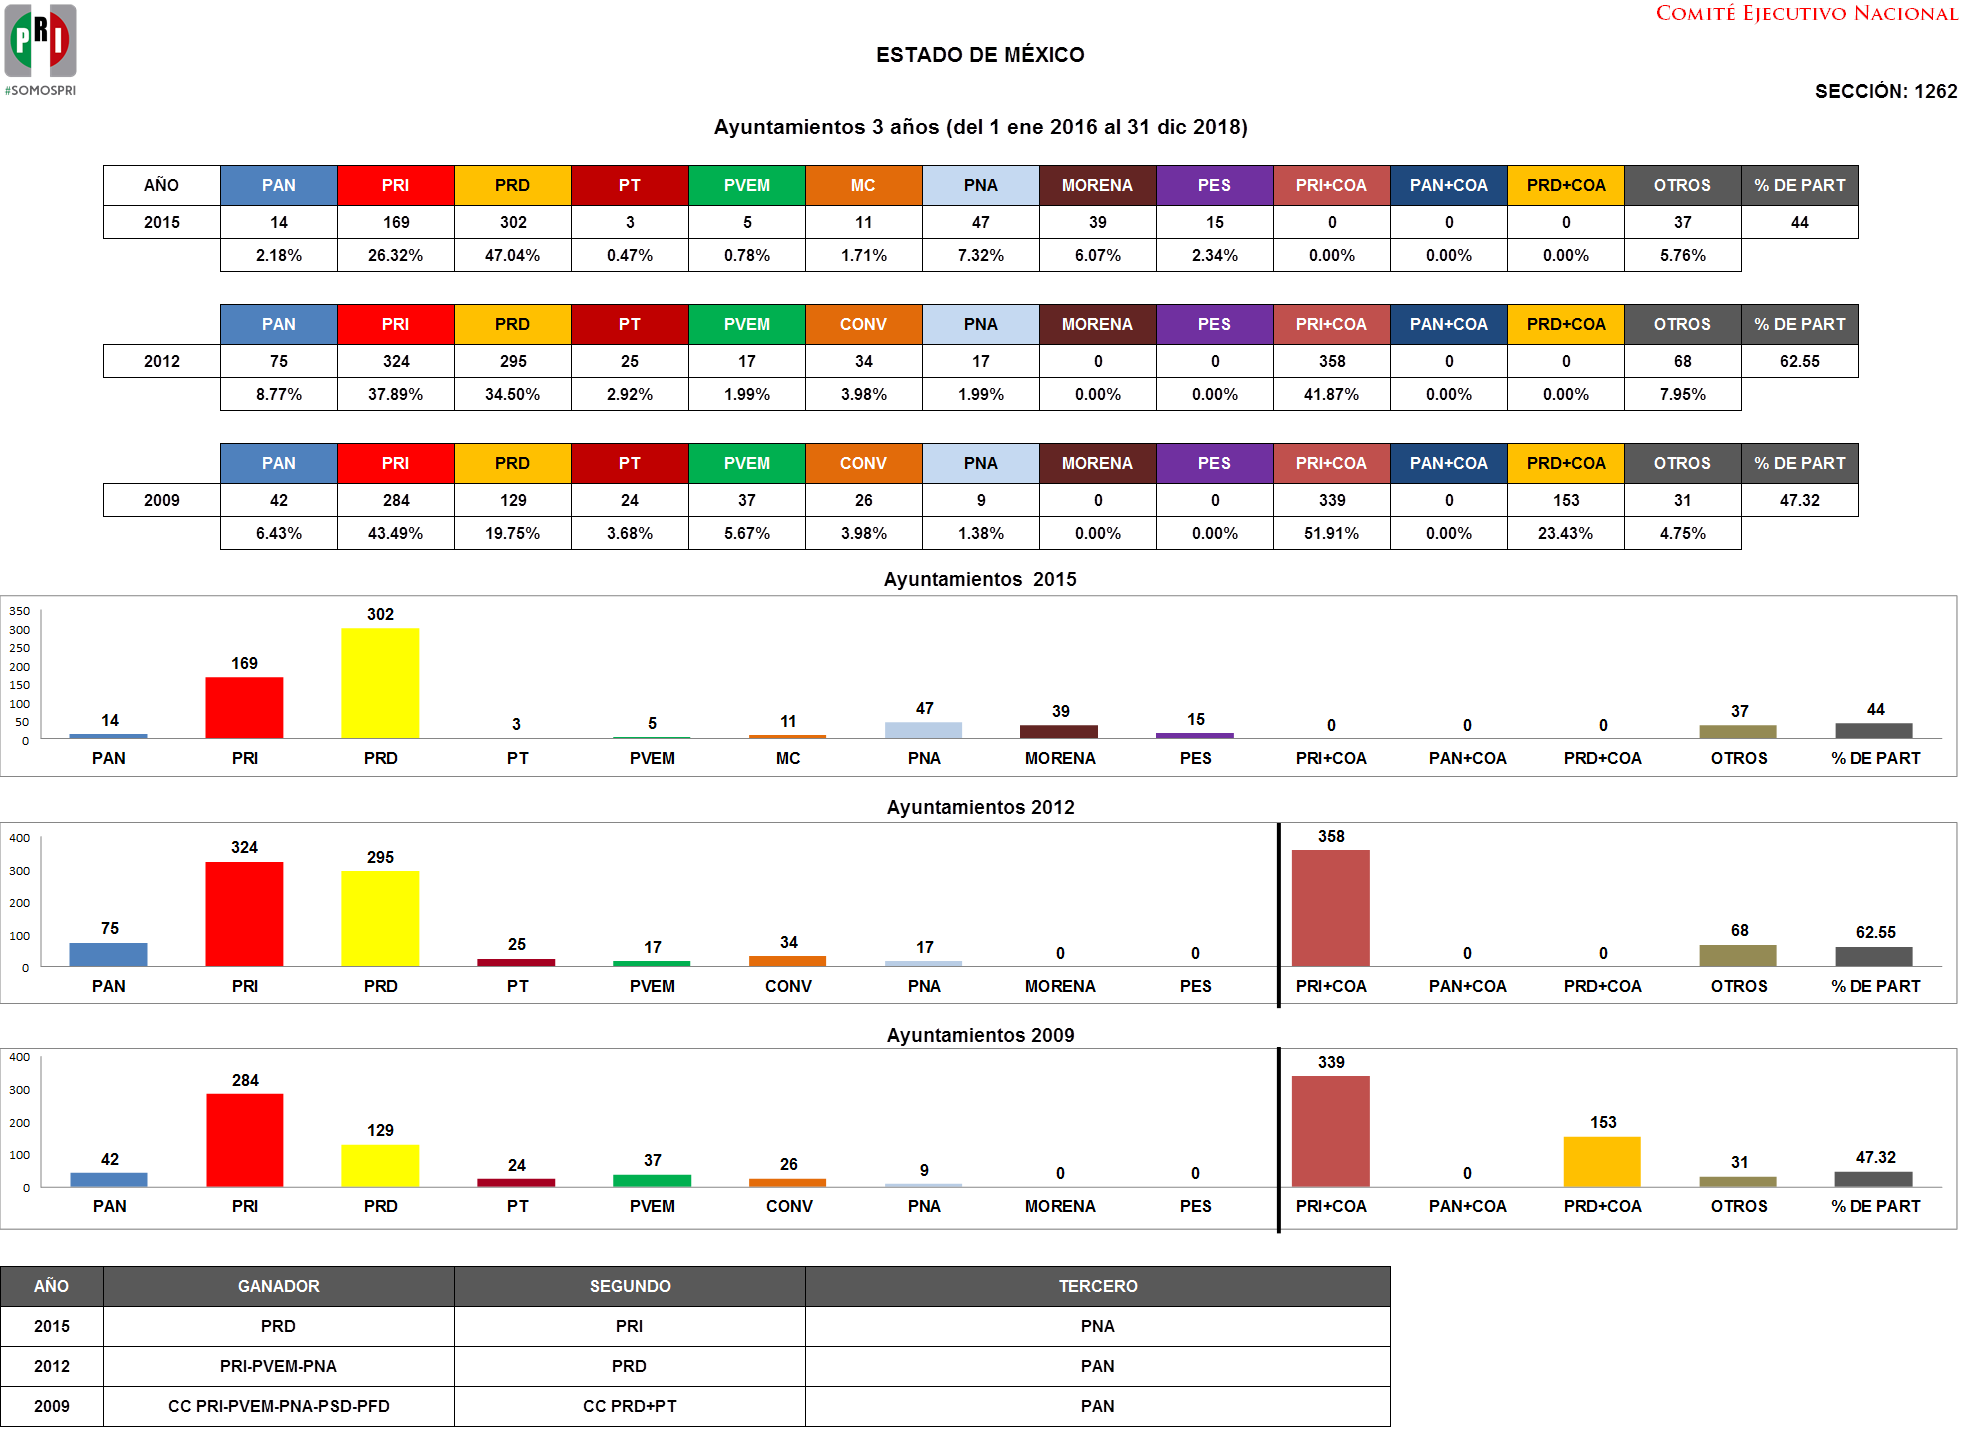 COMITÉ EJECUTIVO NACIONAL
PRI
#SOMOSPRI
ESTADO DE MÉXICO
SECCIÓN: 1262
Ayuntamientos 3 años (del 1 ene 2016 al 31 dic 2018)
AÑO PAN PRI PRD PT PVEM MC PNA MORENA PES PRI+COA PAN+COA PRD+COA OTROS % DE PART
2015 14 169 302 3 5 11 47 39 15 0 0 0 37 44
2.18% 26.32% 47.04% 0.47% 0.78% 1.71% 7.32% 6.07% 2.34% 0.00% 0.00% 0.00% 5.76%
PAN PRI PRD PT PVEM CONV PNA MORENA PES PRI+COA PAN+COA PRD+COA OTROS % DE PART
2012 75 324 295 25 17 34 17 0 0 358 0 0 68 62.55
8.77% 37.89% 34.50% 2.92% 1.99% 3.98% 1.99% 0.00% 0.00% 41.87% 0.00% 0.00% 7.95%
PAN PRI PRD PT PVEM CONV PNA MORENA PES PRI+COA PAN+COA PRD+COA OTROS % DE PART
2009 42 284 129 24 37 26 9 0 0 339 0 153 31 47.32
6.43% 43.49% 19.75% 3.68% 5.67% 3.98% 1.38% 0.00% 0.00% 51.91% 0.00% 23.43% 4.75%
Ayuntamientos 2015
350
300
250
200
150
100
50
0
14 169 302 3 5 11 47 39 15 0 0 0 37 44
PAN PRI PRD PT PVEM MC PNA MORENA PES PRI+COA PAN+COA PRD+COA OTROS % DE PART
Ayuntamientos 2012
400
300
200
100
0
75 324 295 25 17 34 17 0 0 358 0 0 68 62.55
PAN PRI PRD PT PVEM CONV PNA MORENA PES PRI+COA PAN+COA PRD+COA OTROS % DE PART
Ayuntamientos 2009
400
300
200
100
0
42 284 129 24 37 26 9 0 0 339 0 153 31 47.32
PAN PRI PRD PT PVEM CONV PNA MORENA PES PRI+COA PAN+COA PRD+COA OTROS % DE PART
AÑO GANADOR SEGUNDO TERCERO
2015 PRD PRI PNA
2012 PRI-PVEM-PNA PRD PAN
2009 CC PRI-PVEM-PNA-PSD-PFD CC PRD+PT PAN